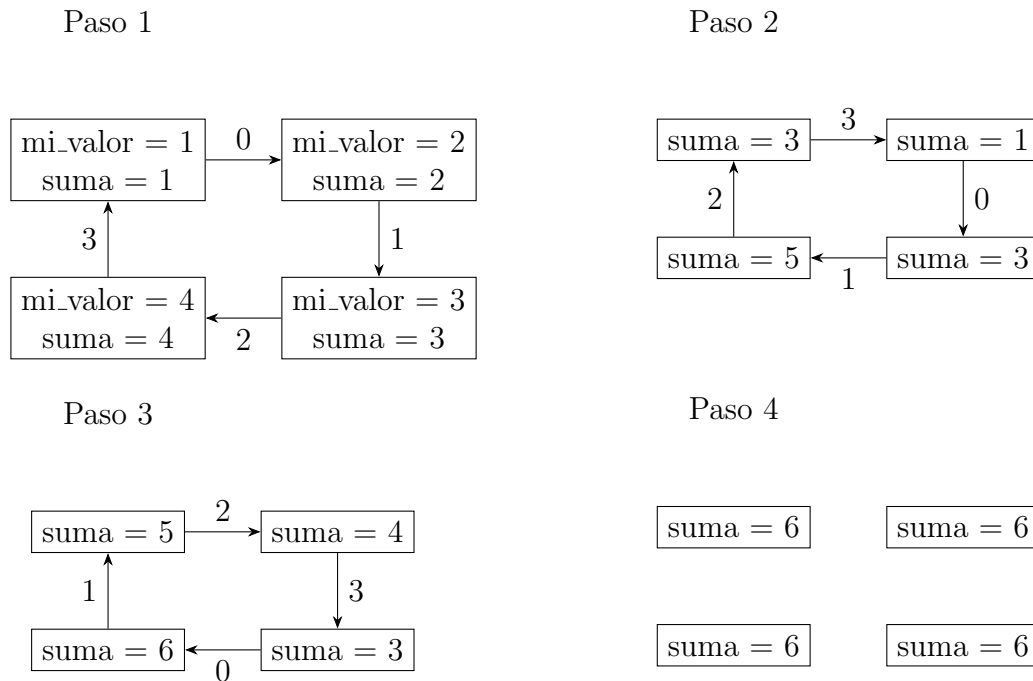 Paso 1
mi_valor = 1
suma = 1
0
mi_valor = 2
suma = 2
3
1
mi_valor = 4
suma = 4
2
mi_valor = 3
suma = 3
Paso 2
suma = 3
3
suma = 1
2
0
suma = 5
1
suma = 3
Paso 3
suma = 5
2
suma = 4
1
3
suma = 6
0
suma = 3
Paso 4
suma = 6
suma = 6
suma = 6
suma = 6